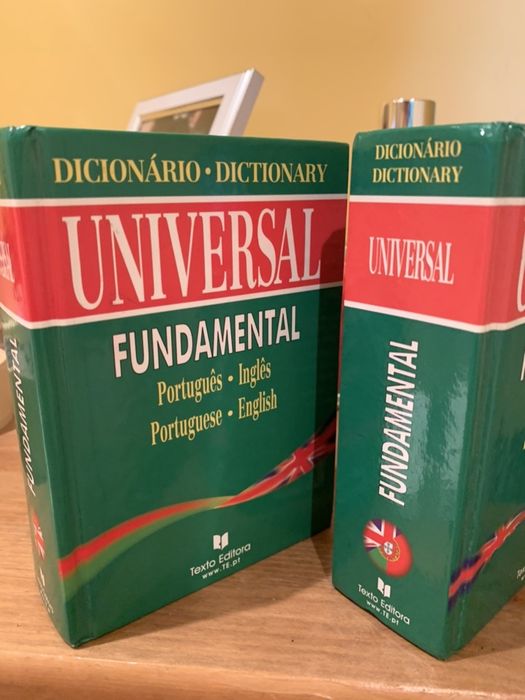 DICIONÁRIO • DICTIONARY
UNIVERSAL
FUNDAMENTAL
Português • Inglês
Portuguese • English
Texto Editora
www.TE.pt
FUNDAMENTAL
DICIONÁRIO
DICTIONARY
UNIVERSAL
FUNDAMENTAL
Texto Editora
www.TE.pt